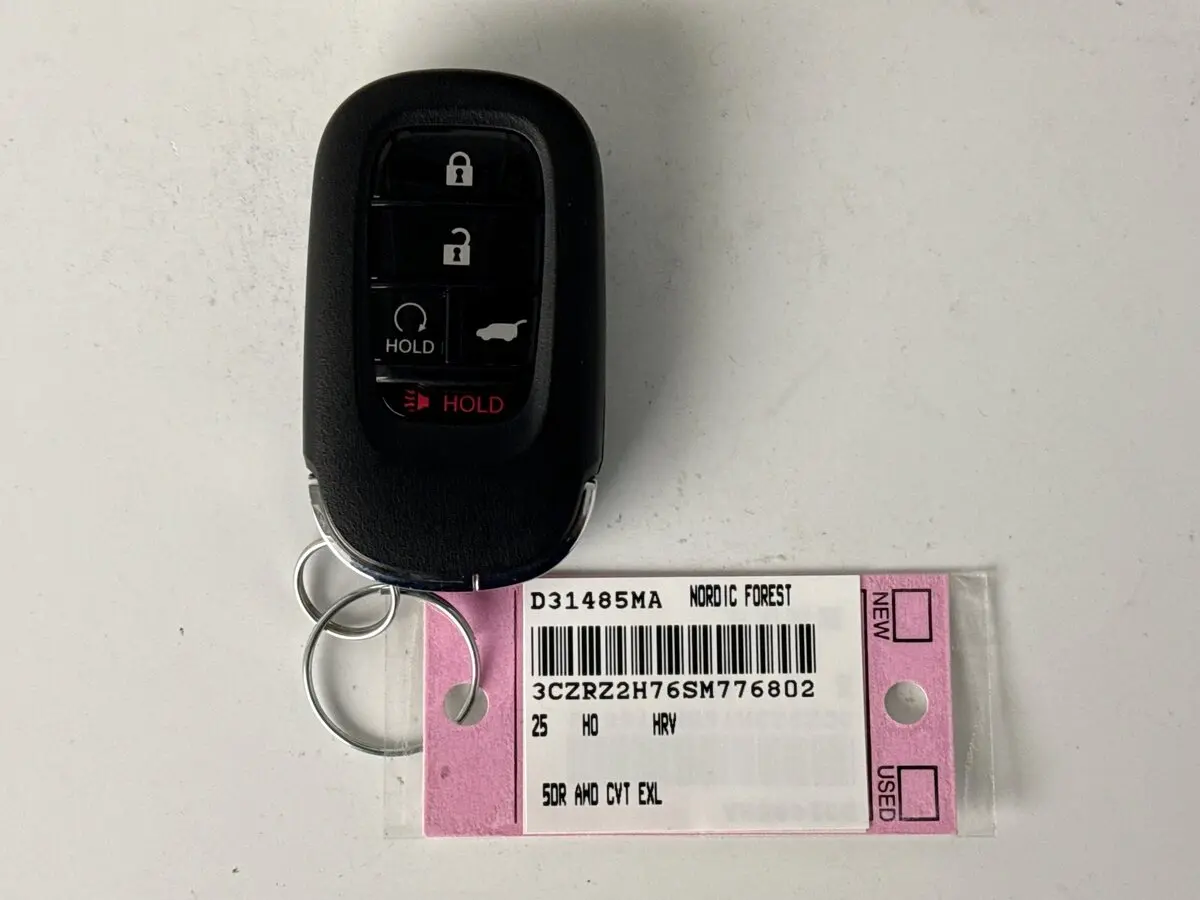 HOLD
HOLD
D31485MA NORDIC FOREST
3CZRZ2H76SM776802
25 HO HRV
5DR AWD CVT EXL
NEW
USED